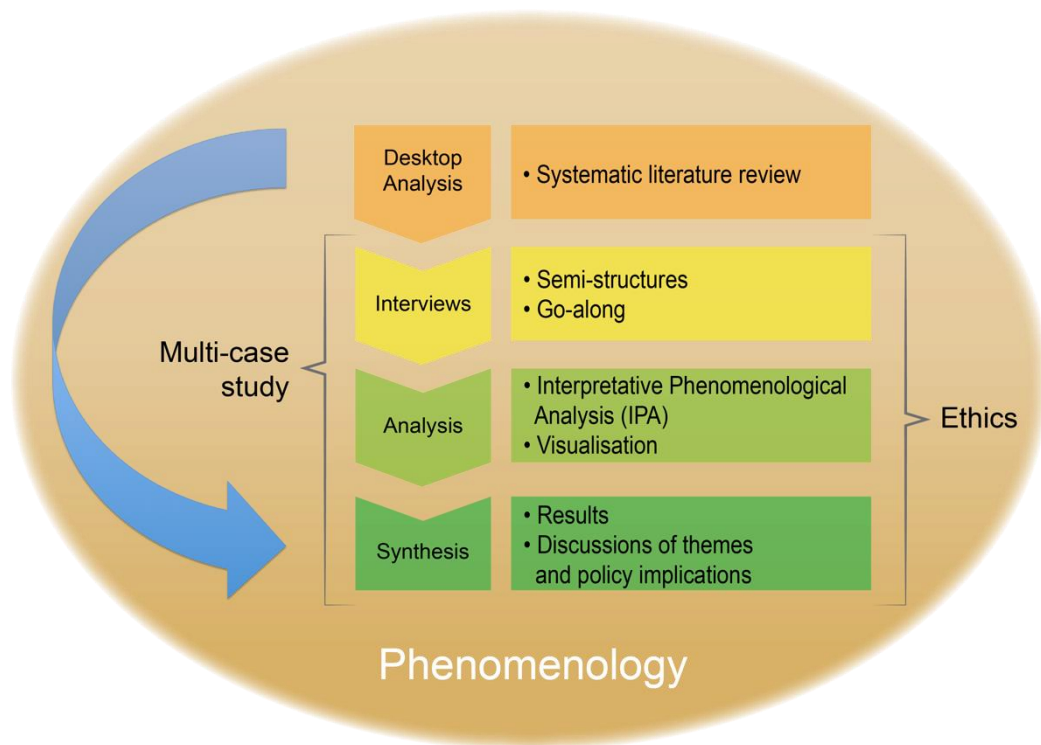 Desktop
Analysis
• Systematic literature review
Interviews
• Semi-structures
• Go-along
Multi-case
study
Analysis
• Interpretative Phenomenological
Analysis (IPA)
• Visualisation
Ethics
Synthesis
• Results
• Discussions of themes
and policy implications
Phenomenology